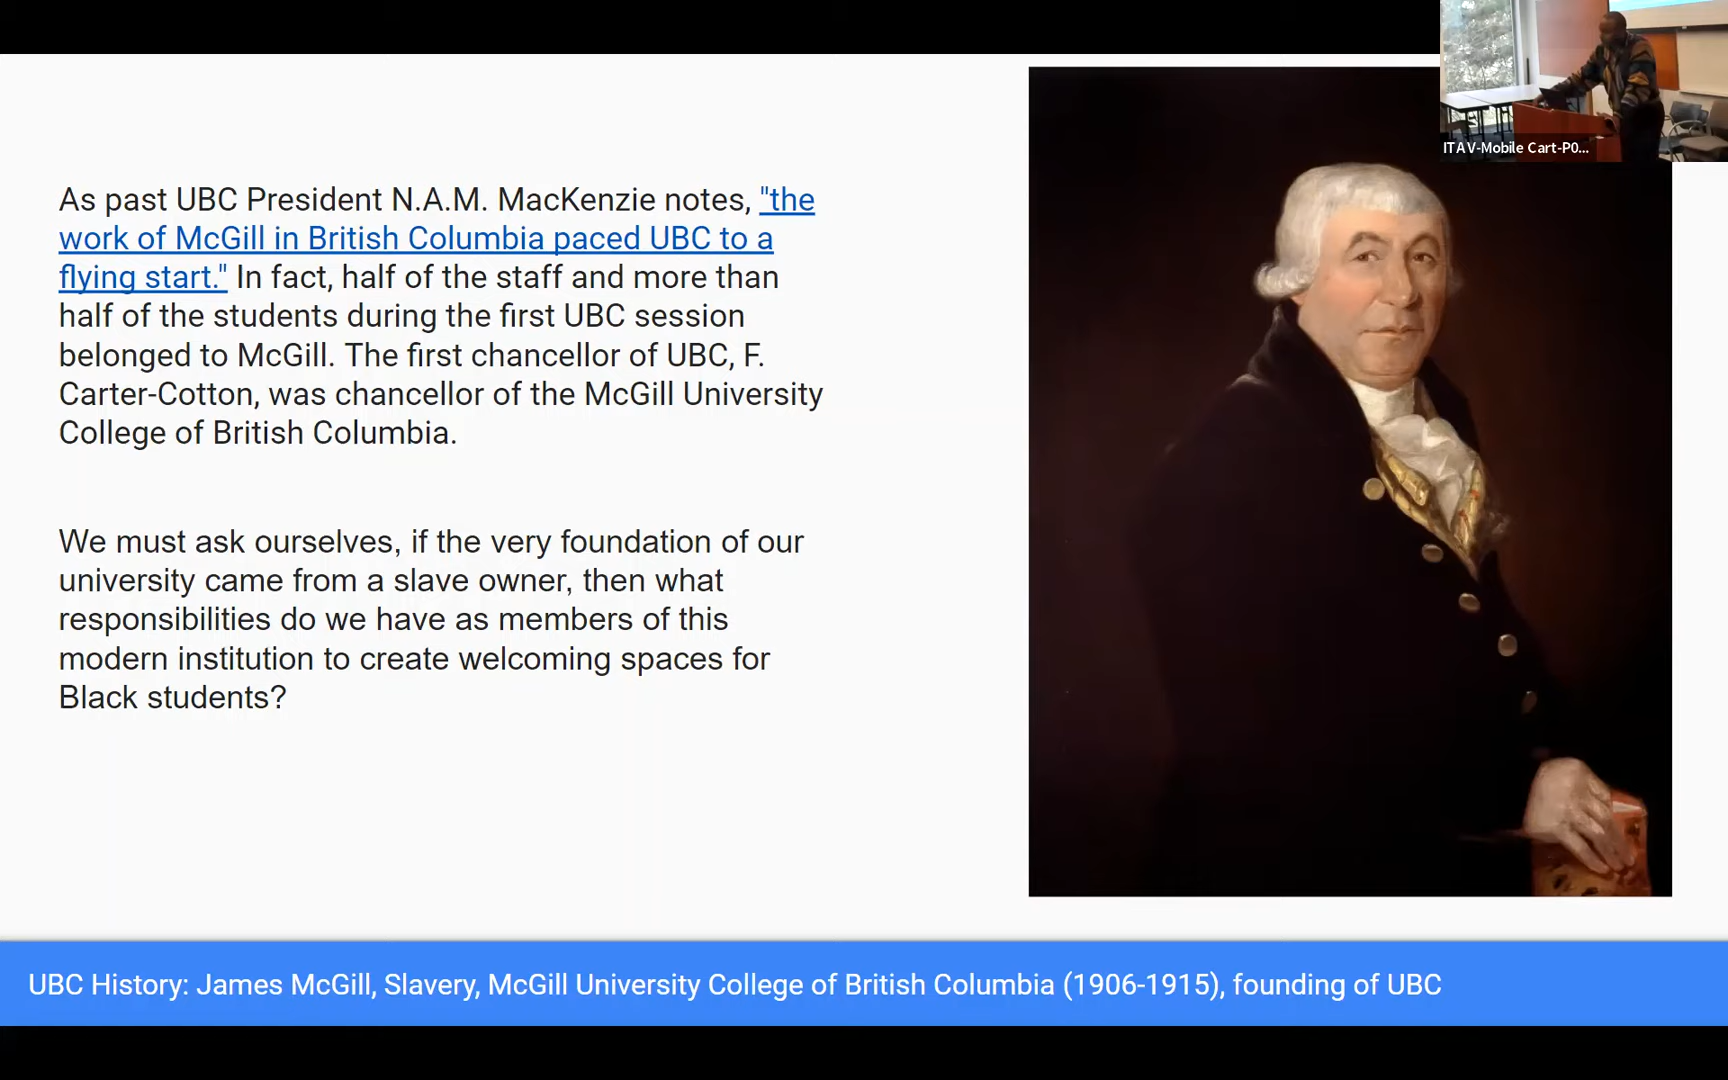 ITAV-Mobile Cart-P0...
As past UBC President N.A.M. MacKenzie notes, "the
work of McGill in British Columbia paced UBC to a
flying start." In fact, half of the staff and more than
half of the students during the first UBC session
belonged to McGill. The first chancellor of UBC, F.
Carter-Cotton, was chancellor of the McGill University
College of British Columbia.
We must ask ourselves, if the very foundation of our
university came from a slave owner, then what
responsibilities do we have as members of this
modern institution to create welcoming spaces for
Black students?
UBC History: James McGill, Slavery, McGill University College of British Columbia (1906-1915), founding of UBC